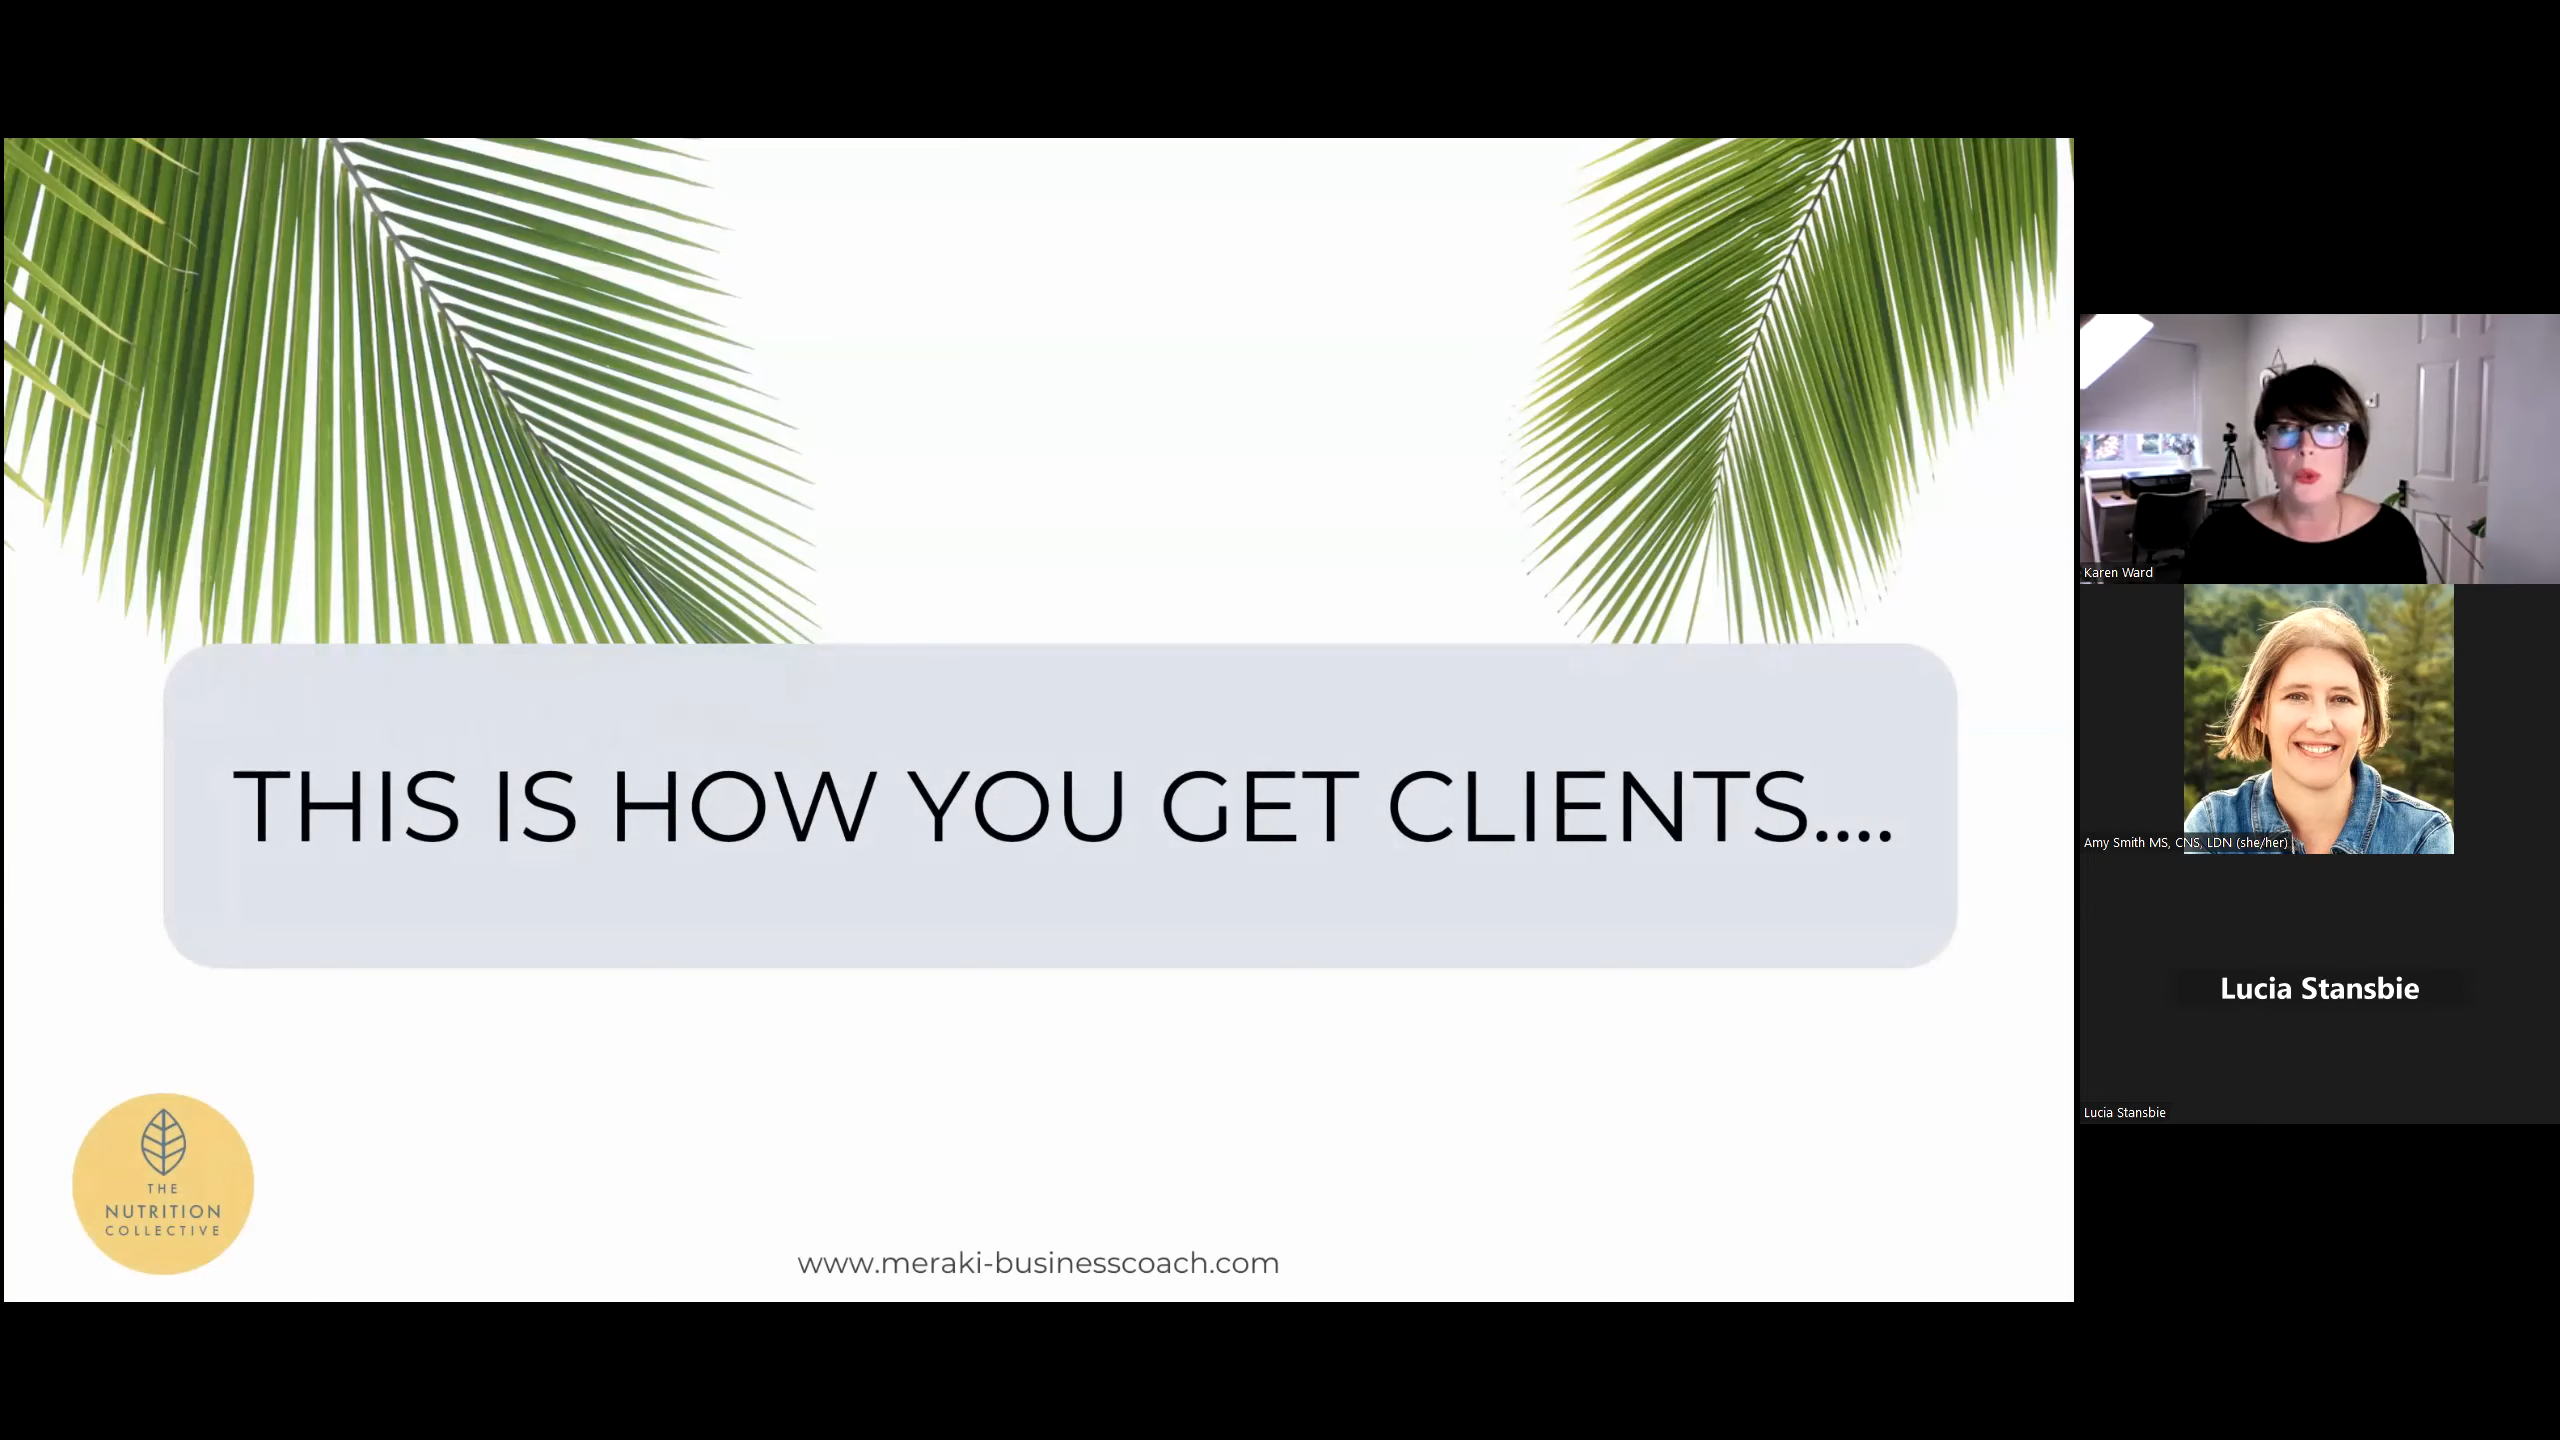 THIS IS HOW YOU GET CLIENTS....
THE
NUTRITION
COLLECTIVE
www.meraki-businesscoach.com
Karen Ward
Amy Smith MS, CNS, LDN (she/her)
Lucia Stansbie
Lucia Stansbie